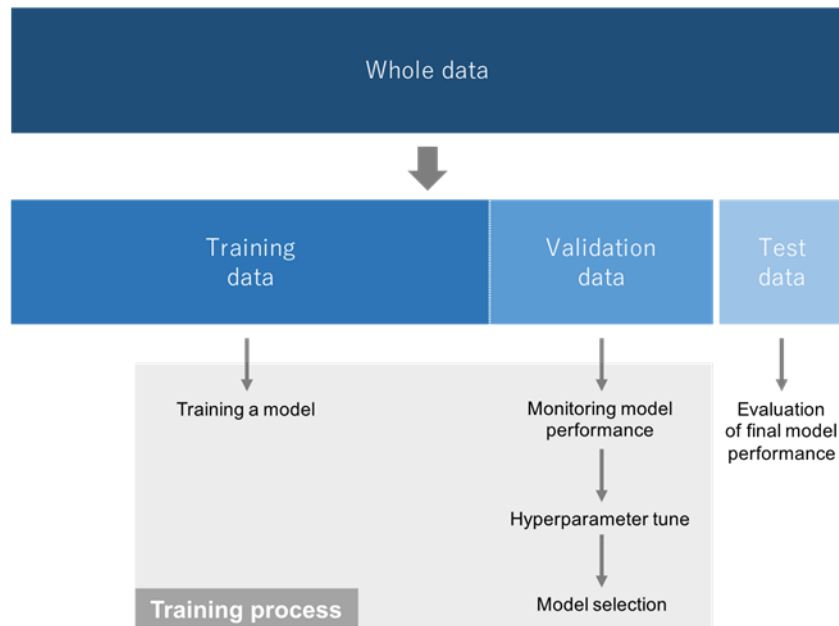 Whole data
Training
data
Validation
data
Test
data
Training a model
Monitoring model
performance
Evaluation
of final model
performance
Hyperparameter tune
Model selection
Training process